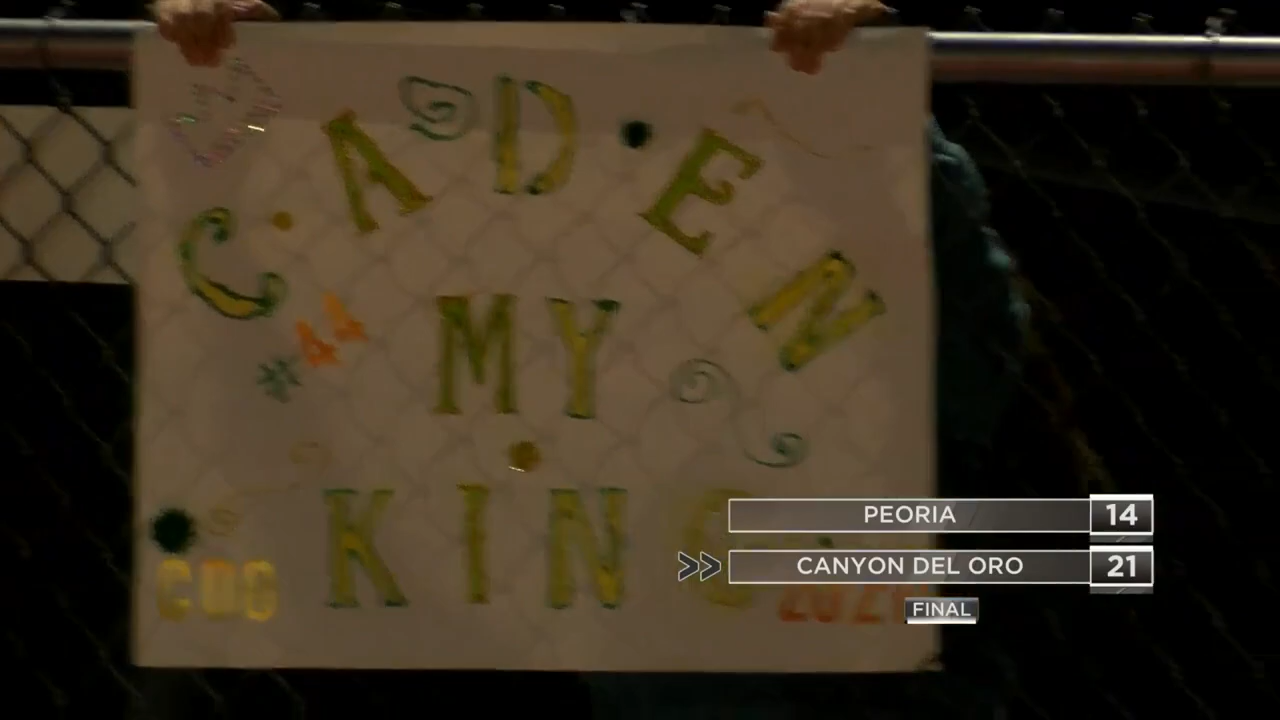 CADEN
44
MY
KING
CDO
PEORIA 14
CANYON DEL ORO 21
FINAL